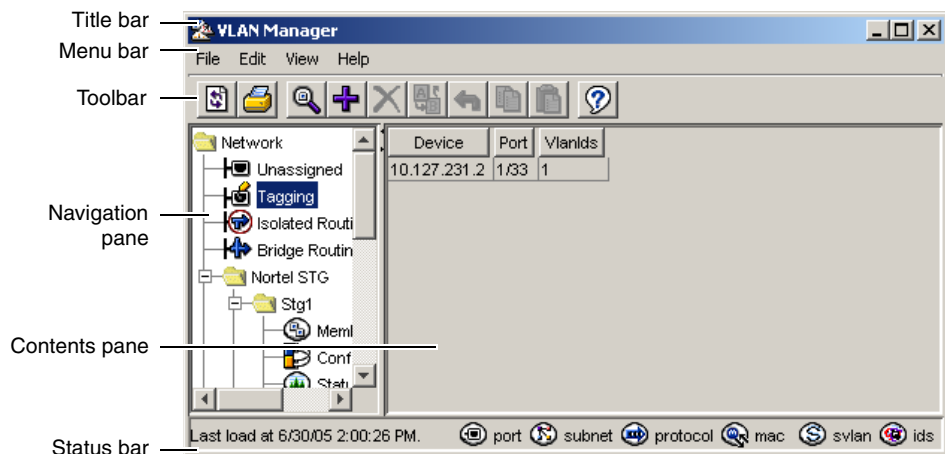 Title bar
VLAN Manager
Menu bar
File Edit View Help
Toolbar
Network
Device Port VlanIds
Unassigned
10.127.231.2 1/33 1
Tagging
Navigation pane
Isolated Routi
Bridge Routin
Nortel STG
Stg1
Meml
Contents pane
Conf
Stat
Last load at 6/30/05 2:00:26 PM. port subnet protocol mac svlan ids
Status bar